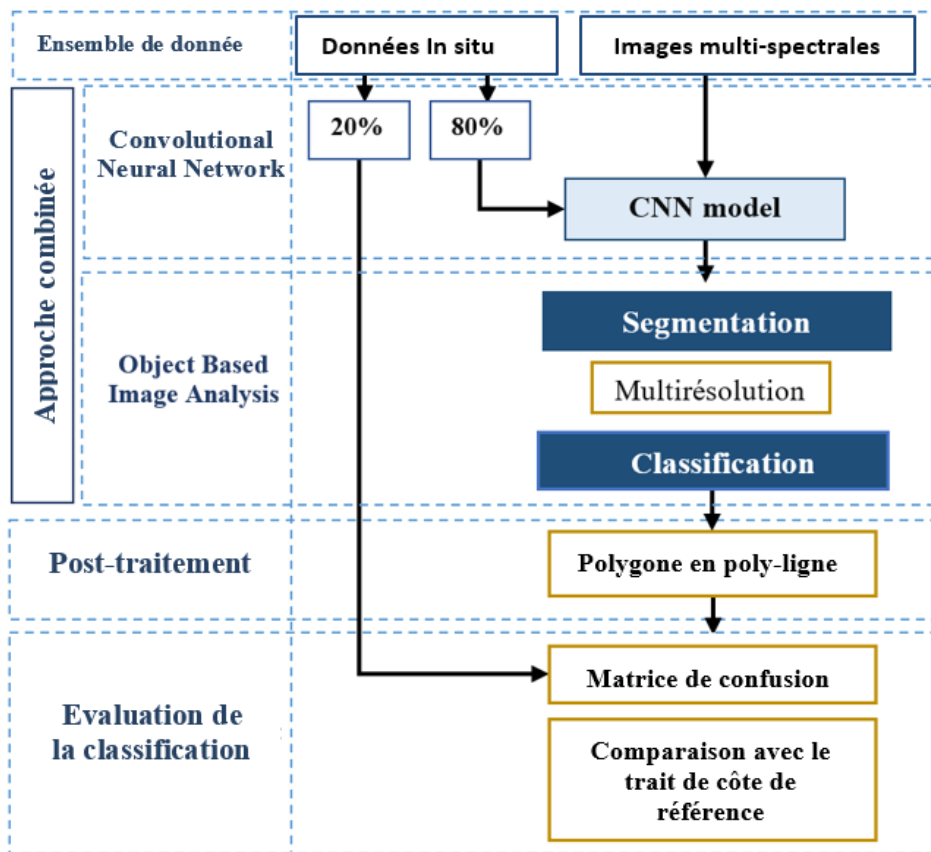 Ensemble de donnée
Données In situ
Images multi-spectrales
Approche combinée
Convolutional
Neural Network
20%
80%
CNN model
Object Based
Image Analysis
Segmentation
Multirésolution
Classification
Post-traitement
Polygone en poly-ligne
Evaluation de
la classification
Matrice de confusion
Comparaison avec le
trait de côte de
référence